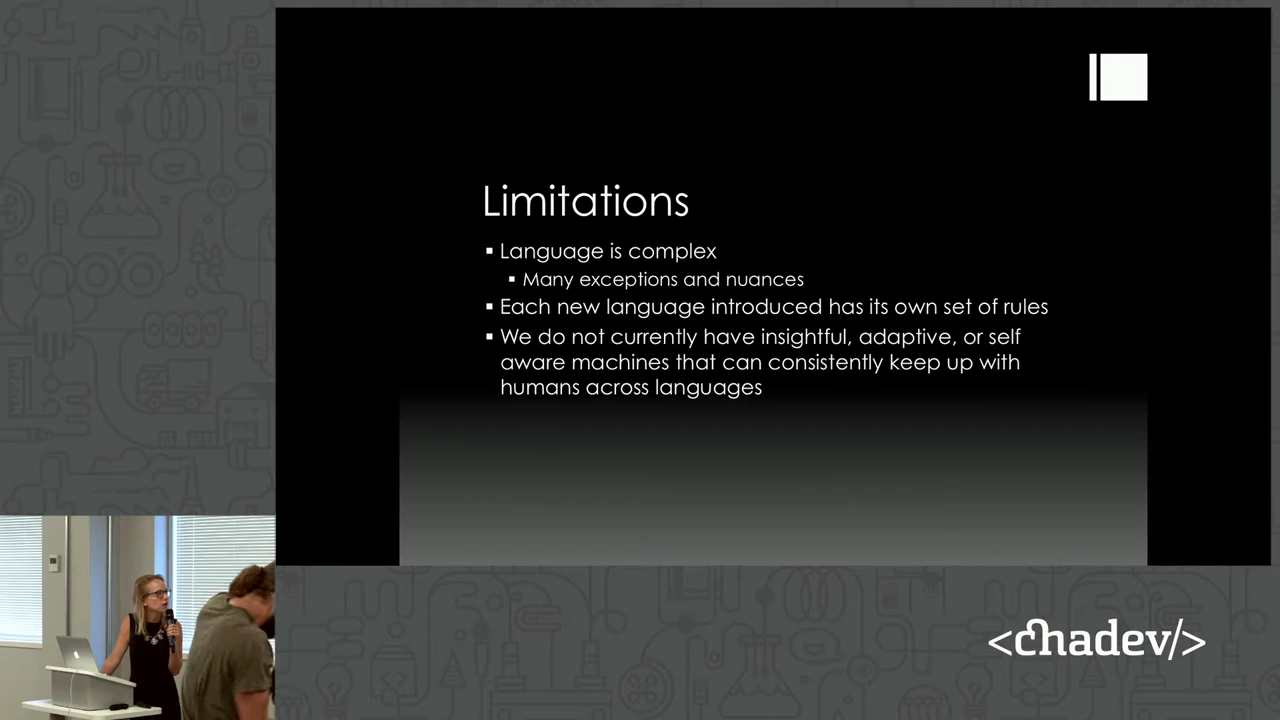 Limitations
▪ Language is complex
▪ Many exceptions and nuances
▪ Each new language introduced has its own set of rules
▪ We do not currently have insightful, adaptive, or self
aware machines that can consistently keep up with
humans across languages
<chadev/>